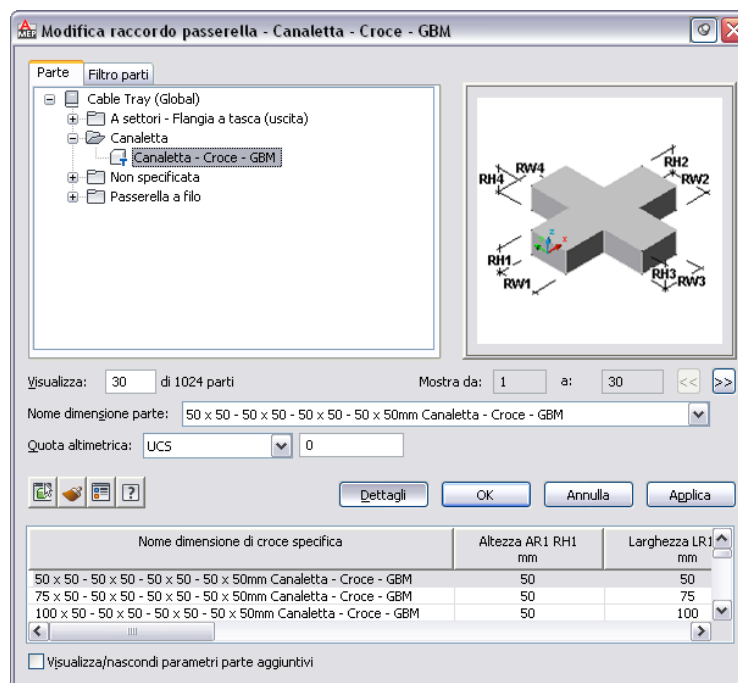 Modifica raccordo passerella - Canaletta - Croce - GBM
Parte Filtro parti
Cable Tray (Global)
A settori - Flangia a tasca (uscita)
Canaletta
Canaletta - Croce - GBM
Non specificata
Passerella a filo
RH4 RW4 RH2 RW2
RH1 RW1 RH3 RW3
z x
Visualizza: 30 di 1024 parti Mostra da: 1 a: 30 << >>
Nome dimensione parte: 50 x 50 - 50 x 50 - 50 x 50 - 50 x 50mm Canaletta - Croce - GBM
Quota altimetrica: UCS 0
? Dettagli OK Annulla Applica
Nome dimensione di croce specifica Altezza AR1 RH1 mm Larghezza LR1 mm
50 x 50 - 50 x 50 - 50 x 50 - 50 x 50mm Canaletta - Croce - GBM 50 50
75 x 50 - 50 x 50 - 50 x 50 - 50 x 50mm Canaletta - Croce - GBM 50 75
100 x 50 - 50 x 50 - 50 x 50 - 50 x 50mm Canaletta - Croce - GBM 50 100
Visualizza/nascondi parametri parte aggiuntivi